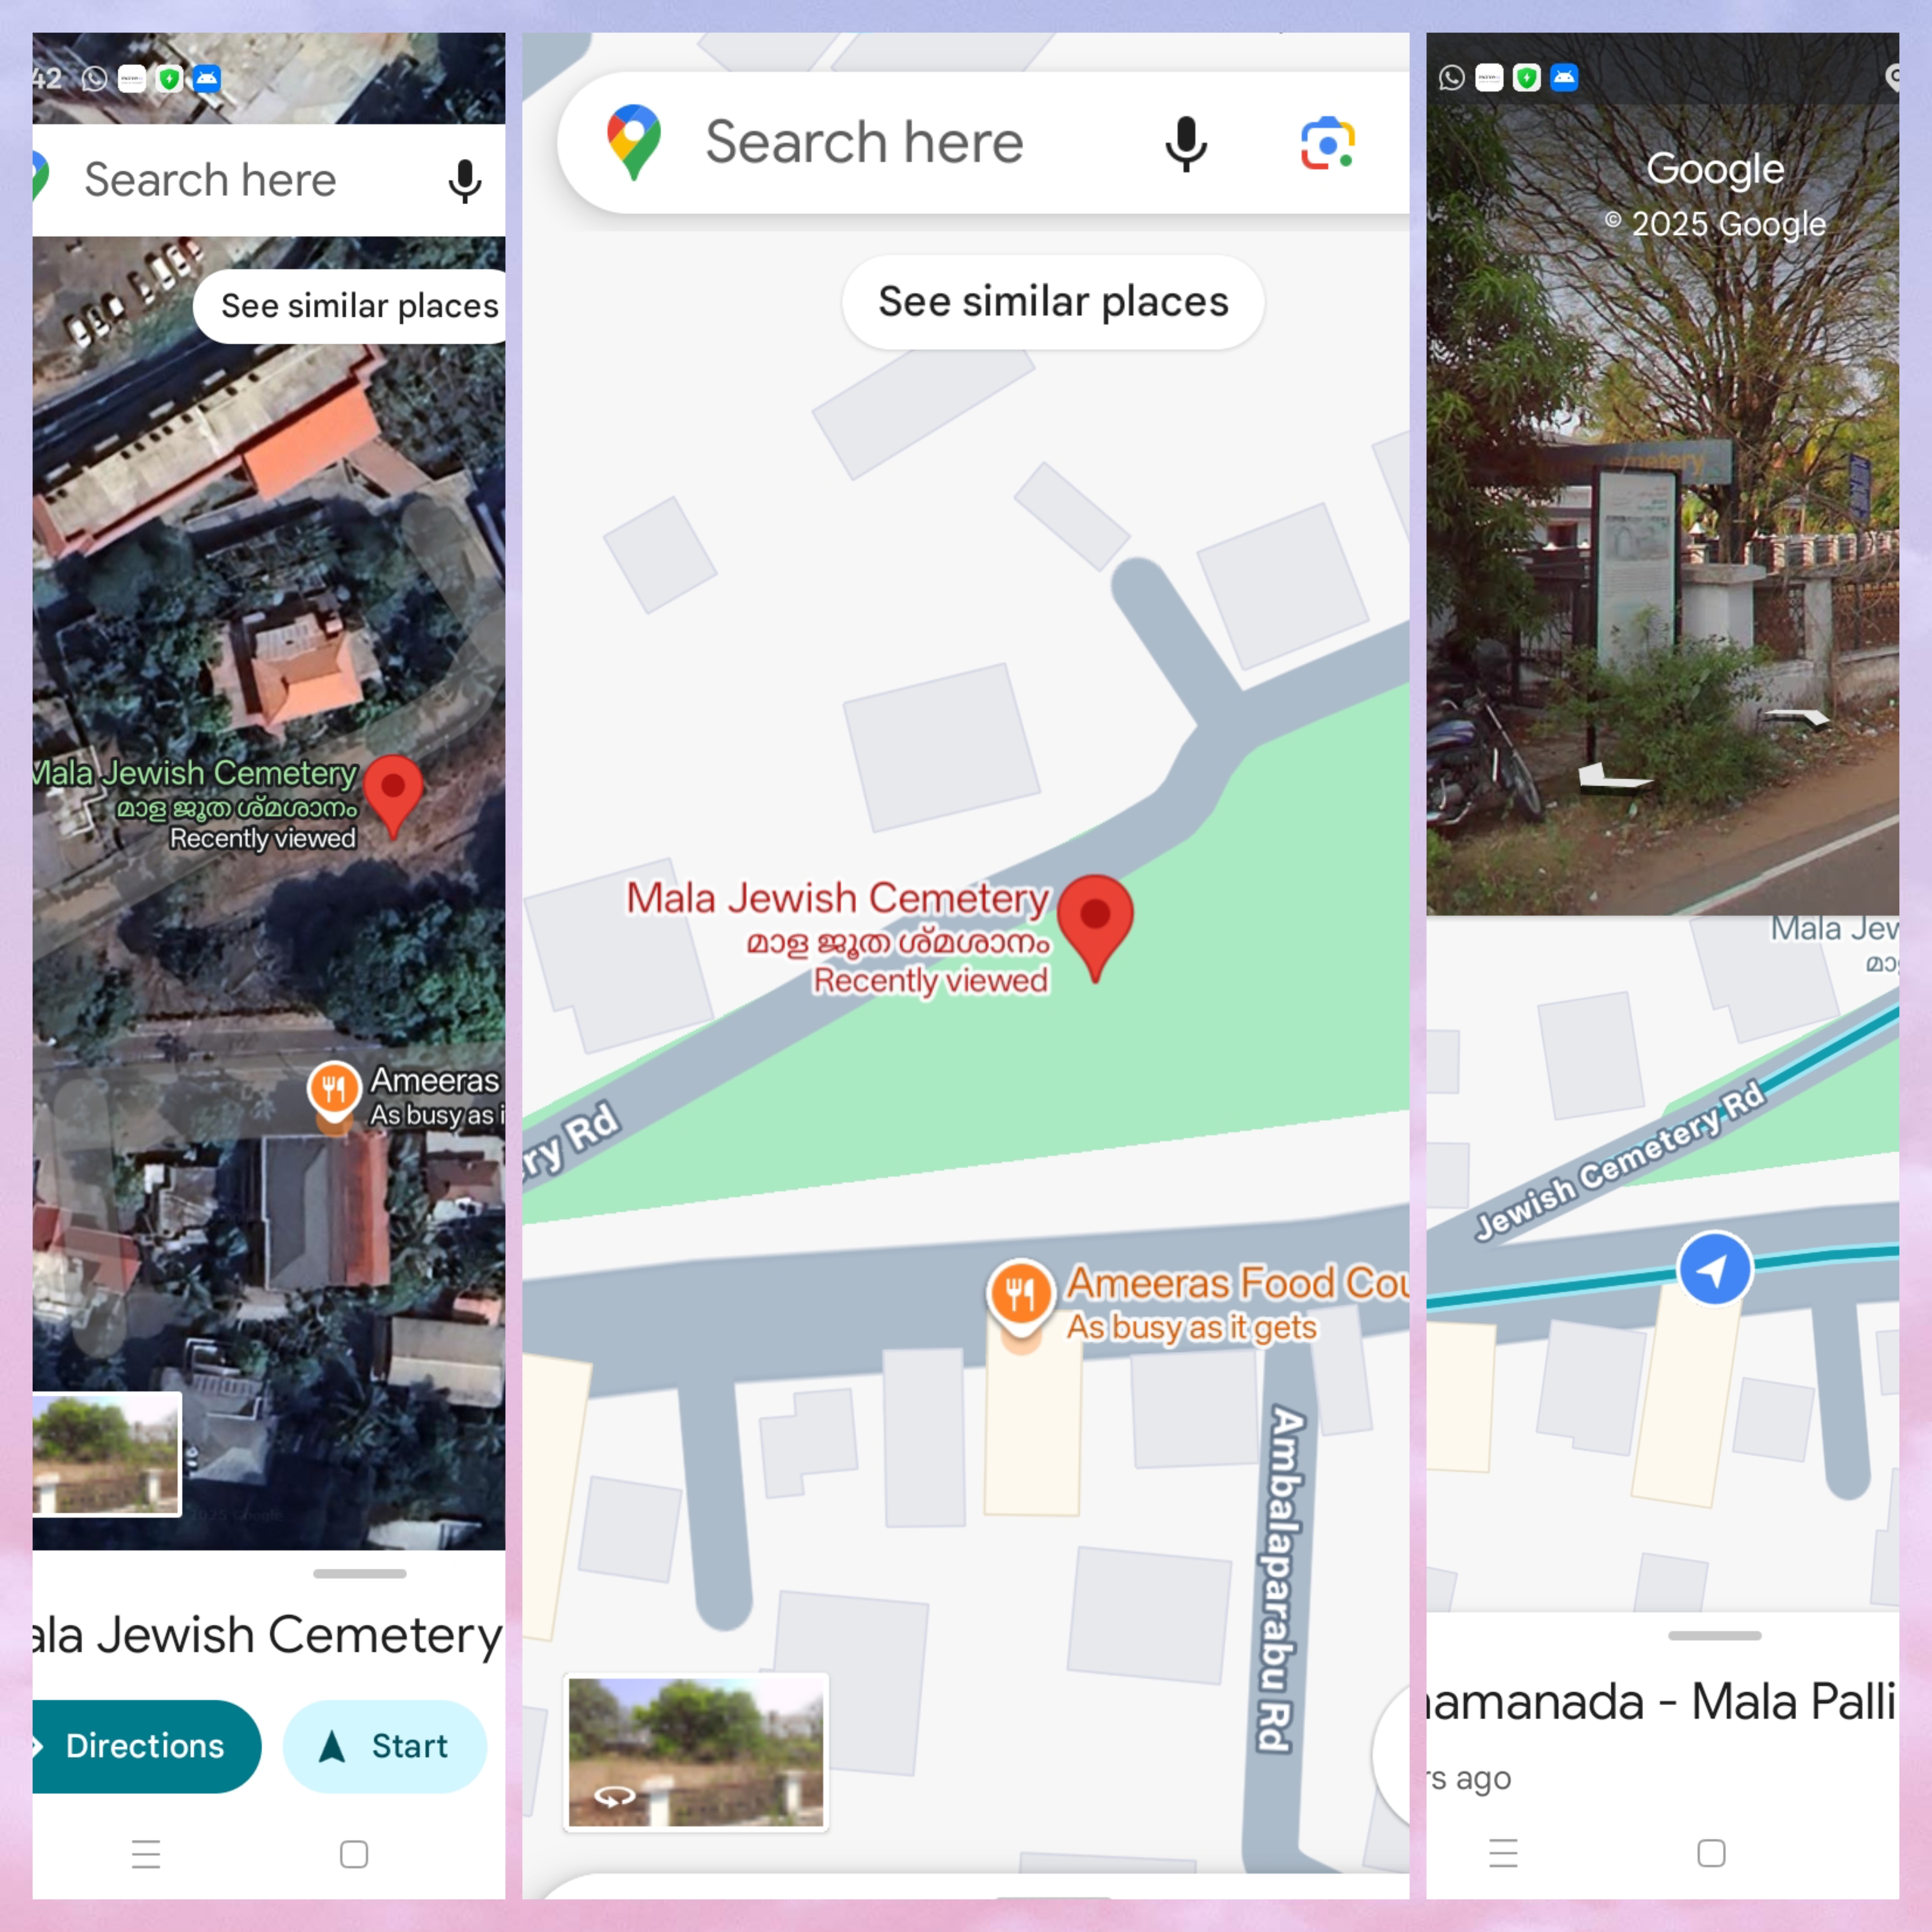 42
Search here
See similar places
Mala Jewish Cemetery
മാള ജൂത ശ്മശാനം
Recently viewed
Ameeras
As busy as i
ala Jewish Cemetery
Directions
Start
Search here
See similar places
Mala Jewish Cemetery
മാള ജൂത ശ്മശാനം
Recently viewed
ry Rd
Ameeras Food Cou
As busy as it gets
Ambalaparabu Rd
Google
© 2025 Google
emetery
Mala Jew
മാ
Jewish Cemetery Rd
amanada - Mala Palli
rs ago